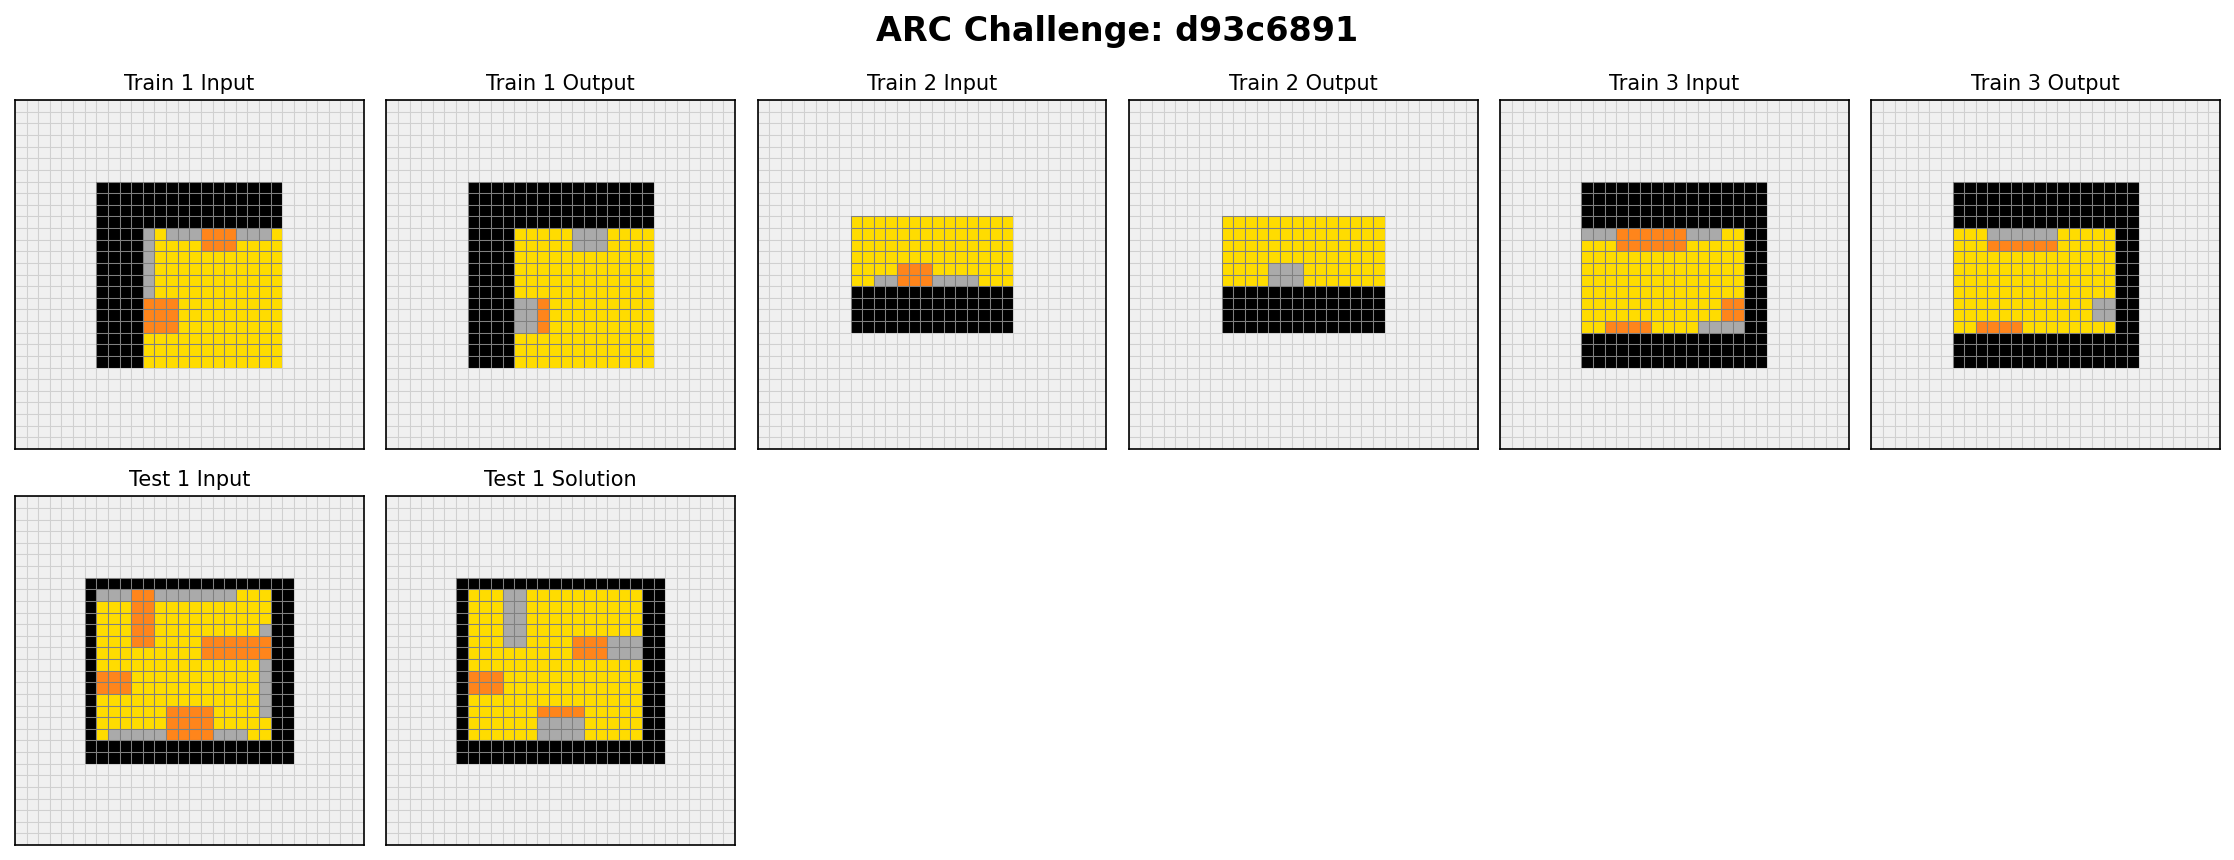 ARC Challenge: d93c6891
Train 1 Input
Train 1 Output
Train 2 Input
Train 2 Output
Train 3 Input
Train 3 Output
Test 1 Input
Test 1 Solution